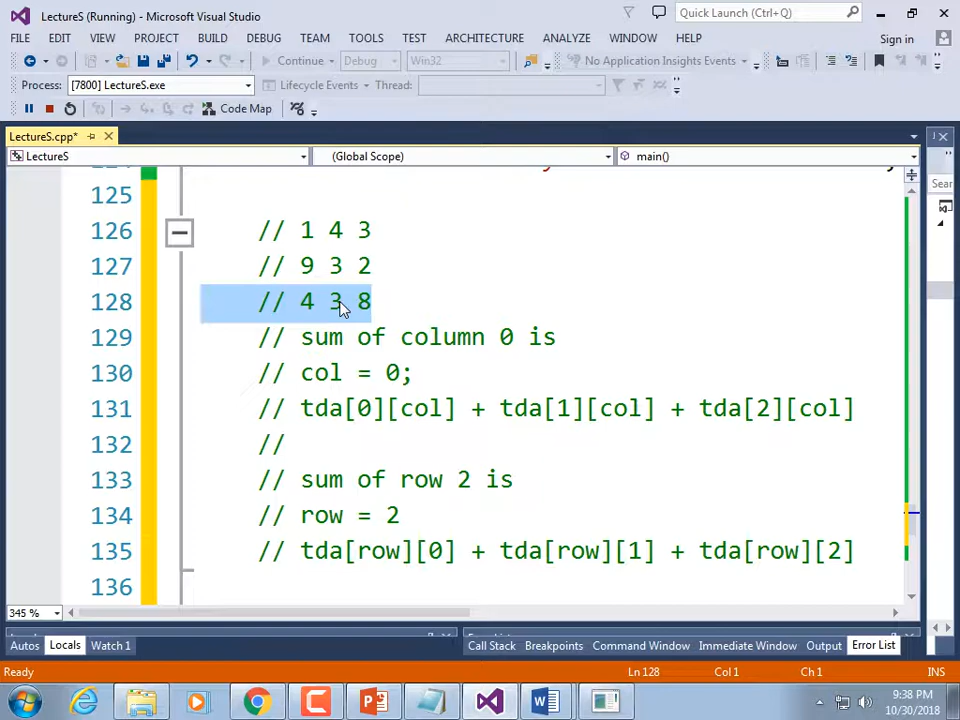 LectureS (Running) - Microsoft Visual Studio
Quick Launch (Ctrl+Q)
FILE EDIT VIEW PROJECT BUILD DEBUG TEAM TOOLS TEST ARCHITECTURE ANALYZE WINDOW HELP Sign in
Continue Debug Win32 No Application Insights Events
Process: [7800] LectureS.exe Lifecycle Events Thread:
Code Map
LectureS.cpp*
LectureS (Global Scope) main()
Sear
125
126 // 1 4 3
127 // 9 3 2
128 // 4 3 8
129 // sum of column 0 is
130 // col = 0;
131 // tda[0][col] + tda[1][col] + tda[2][col]
132 //
133 // sum of row 2 is
134 // row = 2
135 // tda[row][0] + tda[row][1] + tda[row][2]
136
345 %
Autos Locals Watch 1 Call Stack Breakpoints Command Window Immediate Window Output Error List
Ready Ln 128 Col 1 Ch 1 INS
9:38 PM
10/30/2018